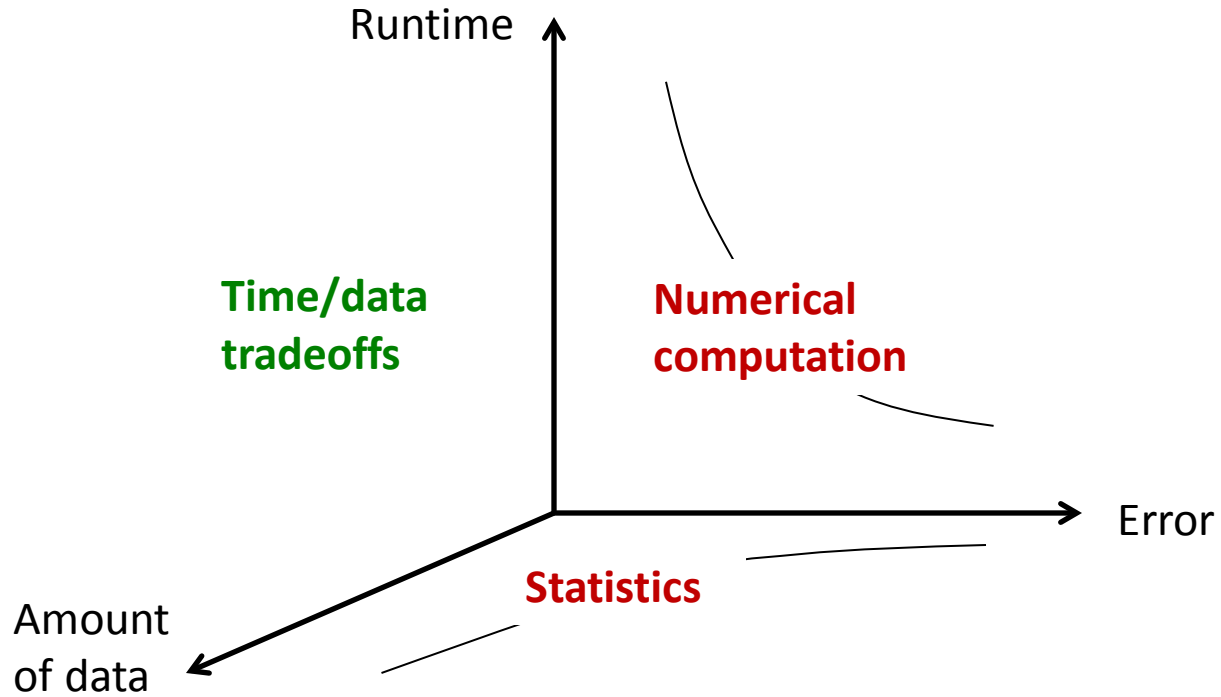 Runtime
Time/data
tradeoffs
Numerical
computation
Error
Statistics
Amount
of data